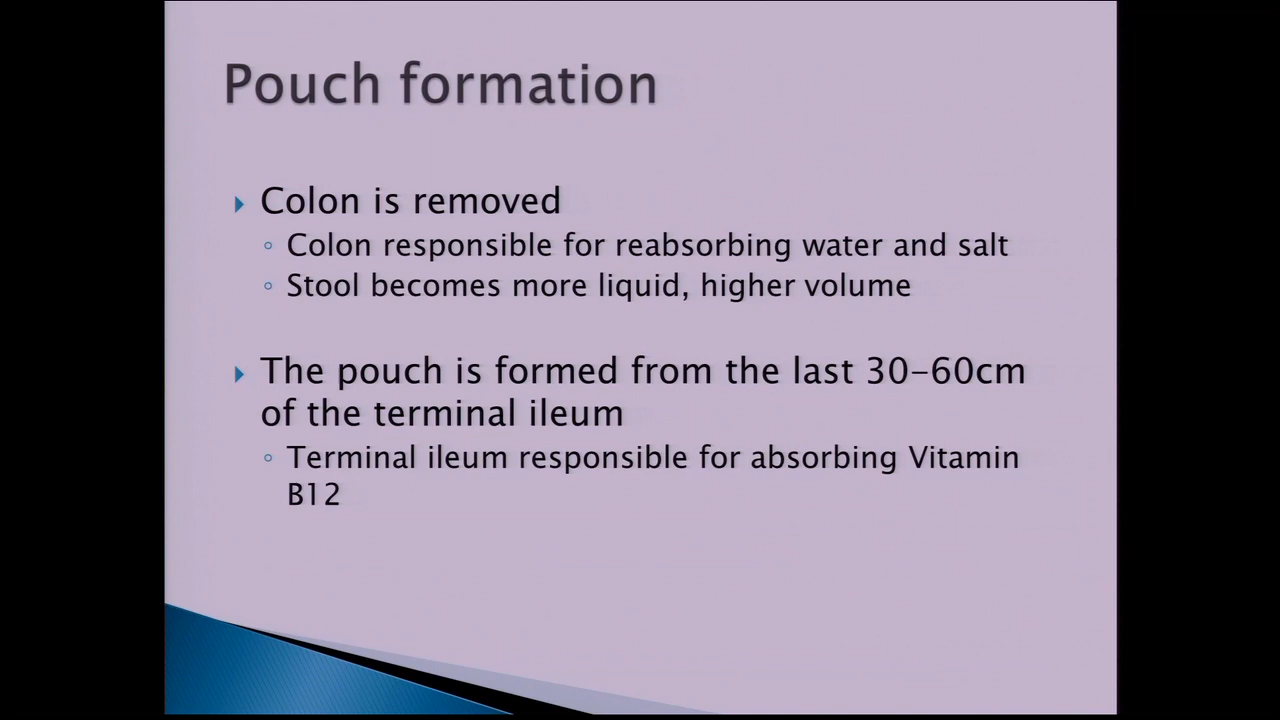 Pouch formation
Colon is removed
Colon responsible for reabsorbing water and salt
Stool becomes more liquid, higher volume
The pouch is formed from the last 30-60cm
of the terminal ileum
Terminal ileum responsible for absorbing Vitamin
B12